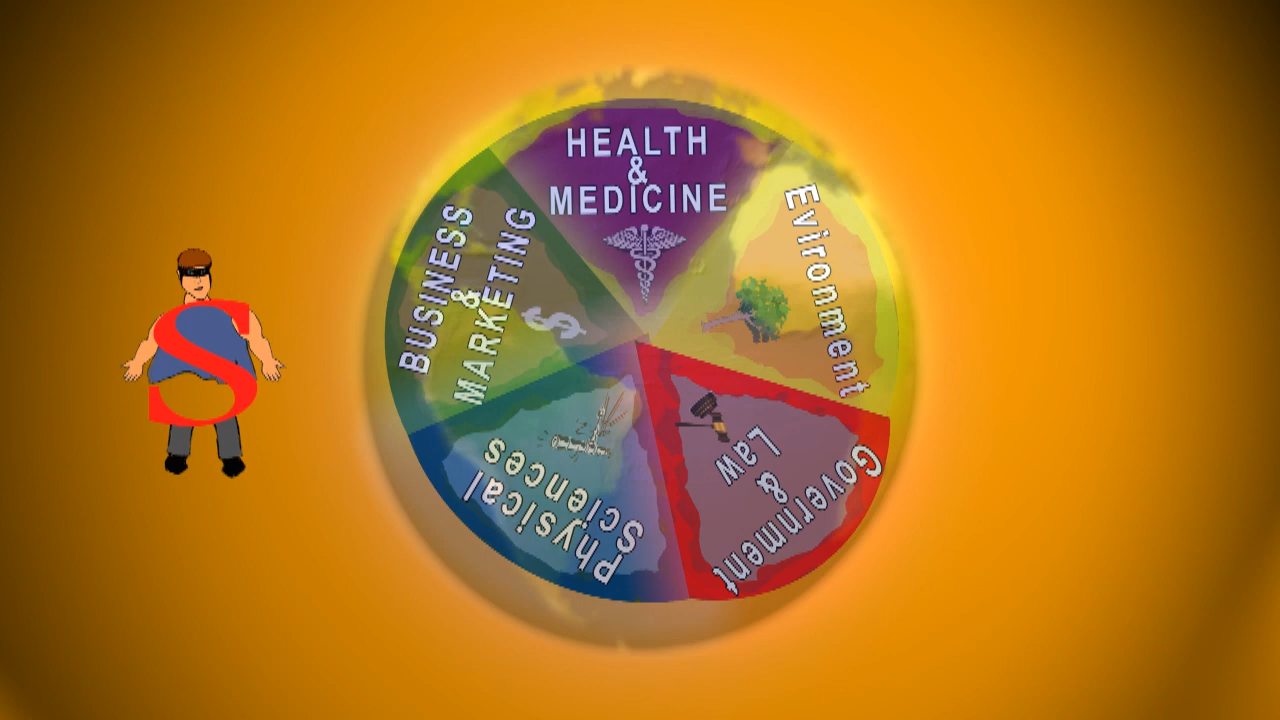 HEALTH
&
MEDICINE
Evironment
Government
&
Law
Physical
Sciences
BUSINESS
&
MARKETING
$
S